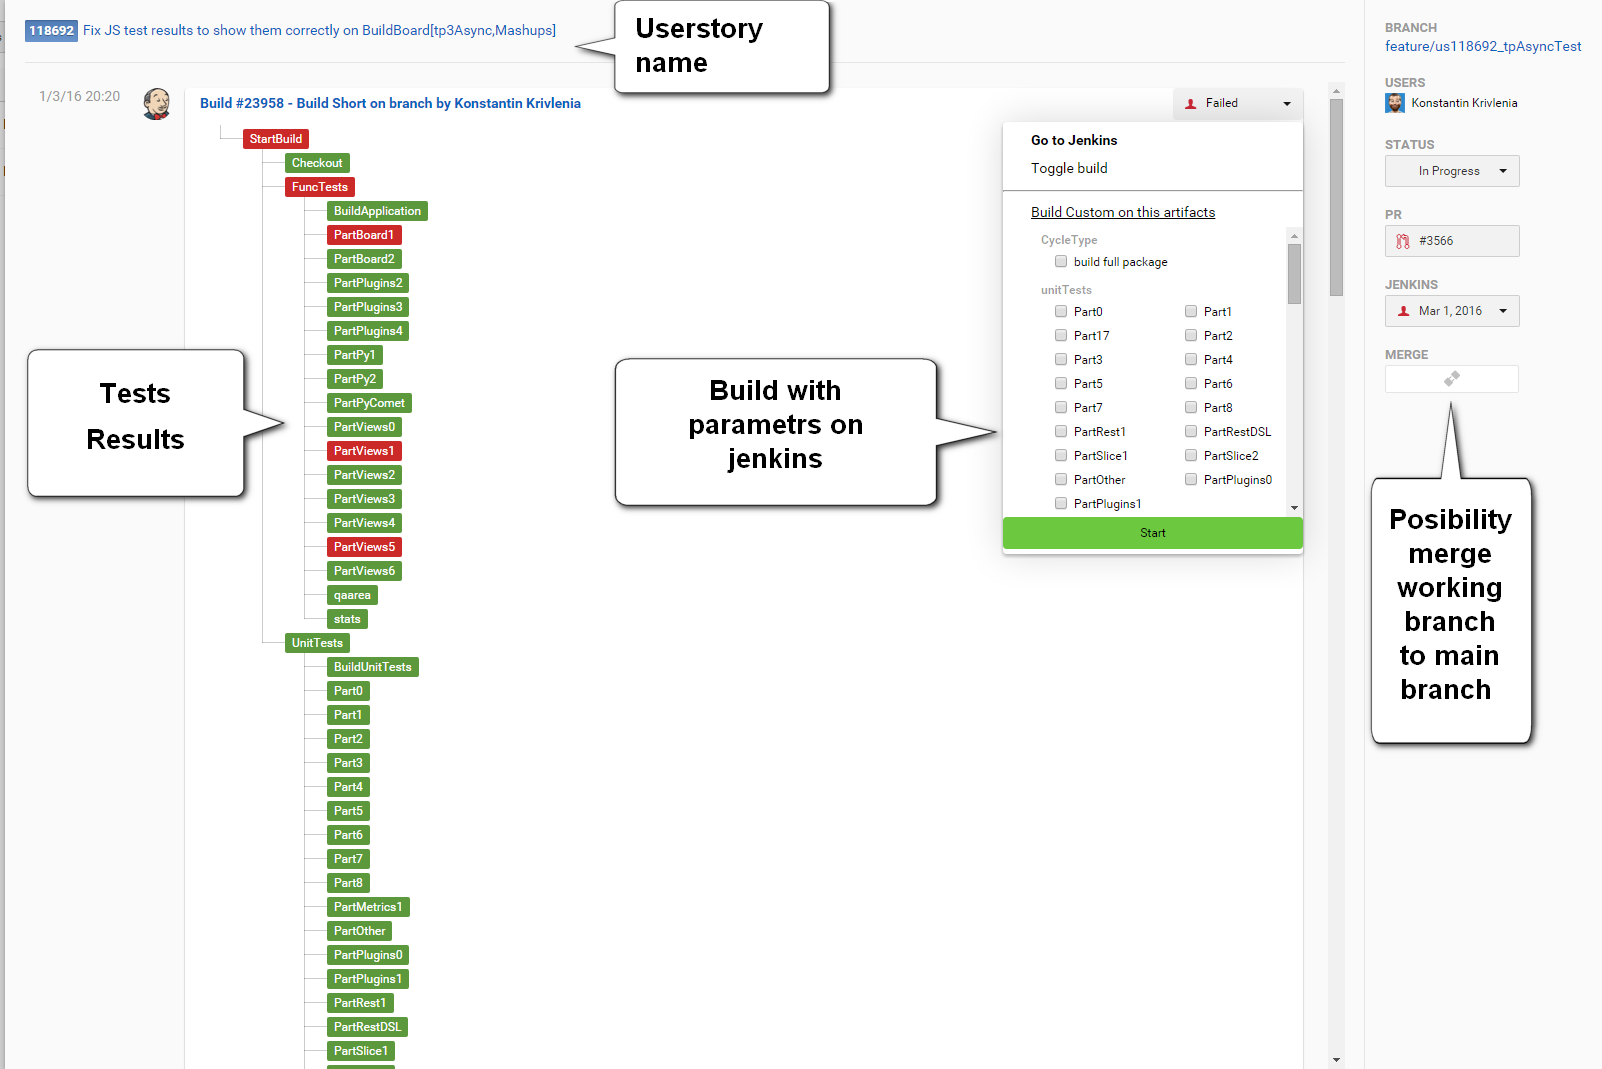 118692 Fix JS test results to show them correctly on BuildBoard[tp3Async,Mashups]
Userstory
name
1/3/16 20:20
Build #23958 - Build Short on branch by Konstantin Krivlenia
Failed
StartBuild
Checkout
FuncTests
BuildApplication
PartBoard1
PartBoard2
PartPlugins2
PartPlugins3
PartPlugins4
PartPy1
PartPy2
PartPyComet
PartViews0
PartViews1
PartViews2
PartViews3
PartViews4
PartViews5
PartViews6
qaarea
stats
UnitTests
BuildUnitTests
Part0
Part1
Part2
Part3
Part4
Part5
Part6
Part7
Part8
PartMetrics1
PartOther
PartPlugins0
PartPlugins1
PartRest1
PartRestDSL
PartSlice1
Tests
Results
Build with
parametrs on
jenkins
Go to Jenkins
Toggle build
Build Custom on this artifacts
CycleType
build full package
unitTests
Part0 Part1
Part17 Part2
Part3 Part4
Part5 Part6
Part7 Part8
PartRest1 PartRestDSL
PartSlice1 PartSlice2
PartOther PartPlugins0
PartPlugins1
Start
BRANCH
feature/us118692_tpAsyncTest
USERS
Konstantin Krivlenia
STATUS
In Progress
PR
#3566
JENKINS
Mar 1, 2016
MERGE
Posibility
merge
working
branch
to main
branch